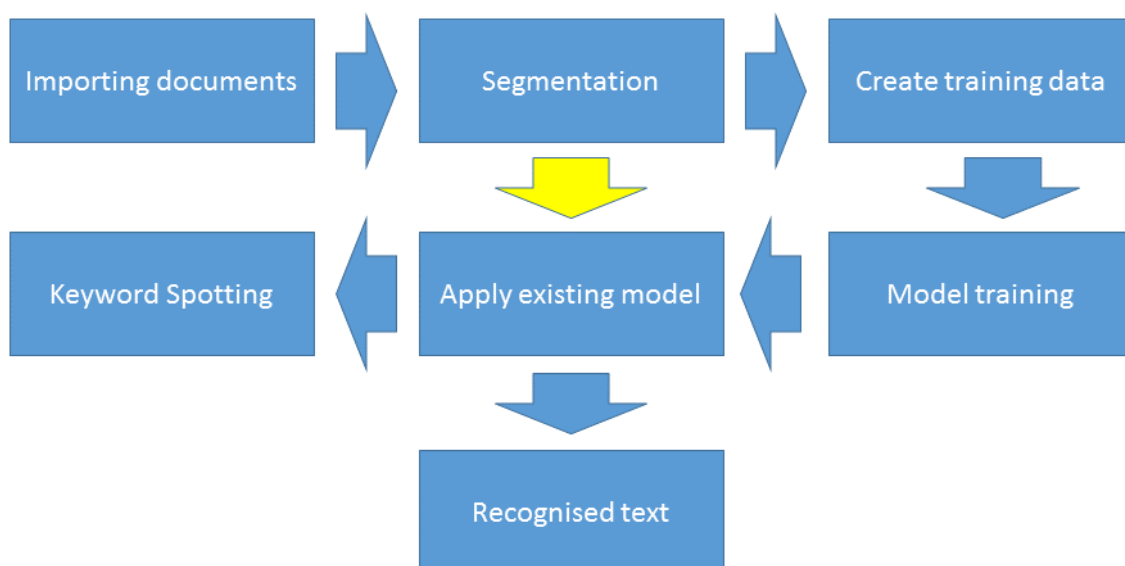 Importing documents
Segmentation
Create training data
Keyword Spotting
Apply existing model
Model training
Recognised text